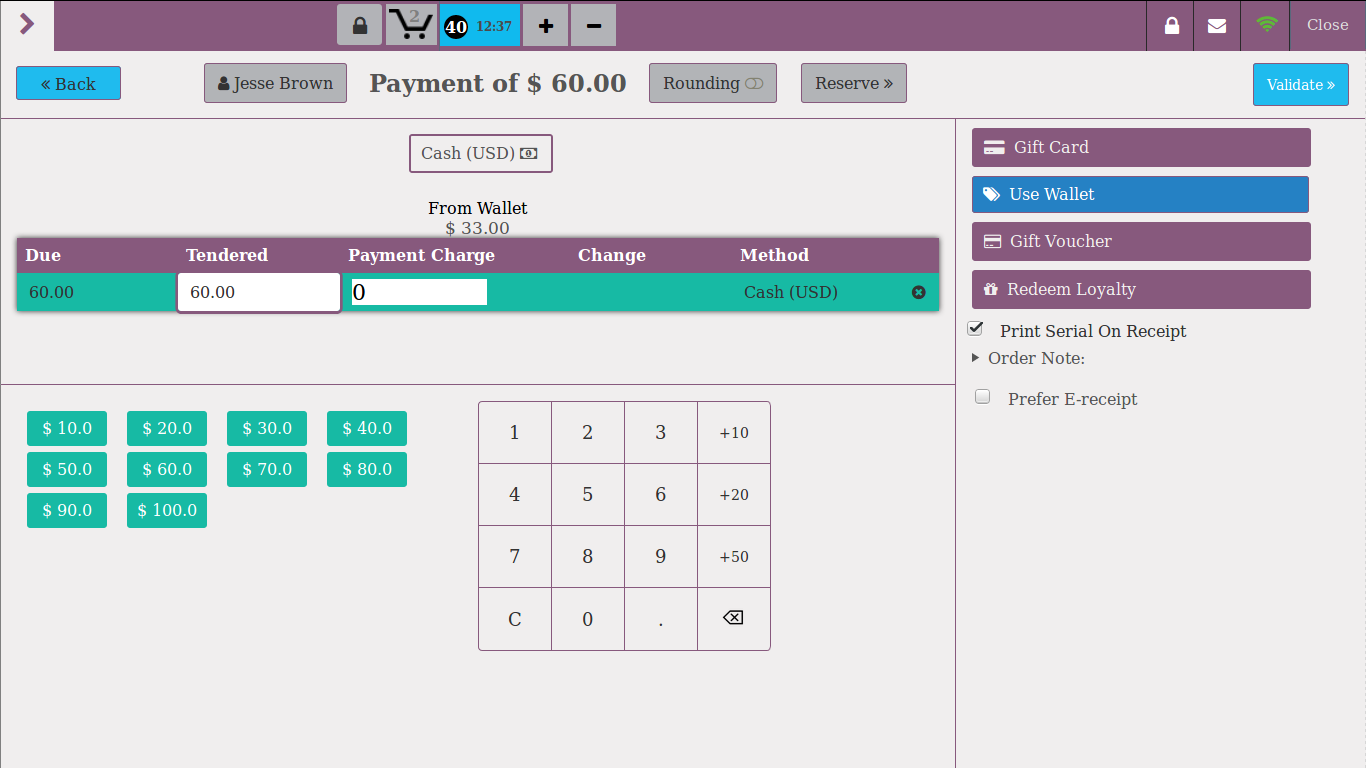 2
40 12:37
Close
« Back
Jesse Brown
Payment of $ 60.00
Rounding
Reserve »
Validate »
Cash (USD)
From Wallet
$ 33.00
Due Tendered Payment Charge Change Method
60.00 60.00 0 Cash (USD)
Gift Card
Use Wallet
Gift Voucher
Redeem Loyalty
Print Serial On Receipt
Order Note:
Prefer E-receipt
$ 10.0 $ 20.0 $ 30.0 $ 40.0
$ 50.0 $ 60.0 $ 70.0 $ 80.0
$ 90.0 $ 100.0
1 2 3 +10
4 5 6 +20
7 8 9 +50
C 0 .